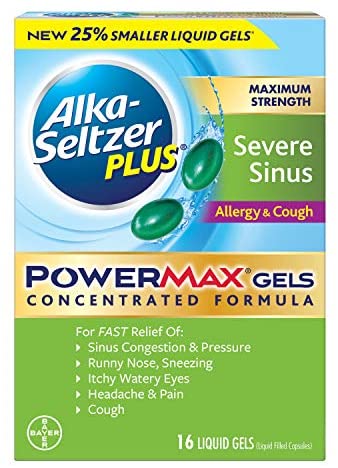 NEW 25% SMALLER LIQUID GELS*
Alka-
Seltzer
PLUS®
MAXIMUM
STRENGTH
Severe
Sinus
Allergy & Cough
POWERMAX® GELS
CONCENTRATED FORMULA
For FAST Relief Of:
▸ Sinus Congestion & Pressure
▸ Runny Nose, Sneezing
▸ Itchy Watery Eyes
▸ Headache & Pain
▸ Cough
BAYER
BAYER
16 LIQUID GELS (Liquid Filled Capsules)